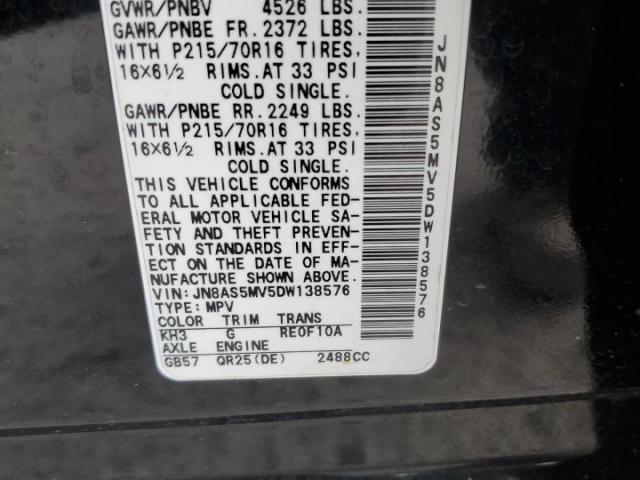 GVWR/PNBV 4526 LBS.
GAWR/PNBE FR. 2372 LBS.
WITH P215/70R16 TIRES.
16X6½ RIMS. AT 33 PSI
COLD SINGLE.
GAWR/PNBE RR. 2249 LBS.
WITH P215/70R16 TIRES.
16X6½ RIMS. AT 33 PSI
COLD SINGLE.
THIS VEHICLE CONFORMS
TO ALL APPLICABLE FED-
ERAL MOTOR VEHICLE SA-
FETY AND THEFT PREVEN-
TION STANDARDS IN EFF-
ECT ON THE DATE OF MA-
NUFACTURE SHOWN ABOVE.
VIN: JN8AS5MV5DW138576
TYPE: MPV
COLOR TRIM TRANS
KH3 G RE0F10A
AXLE ENGINE
GB57 QR25(DE) 2488CC
JN8AS5MV5DW138576